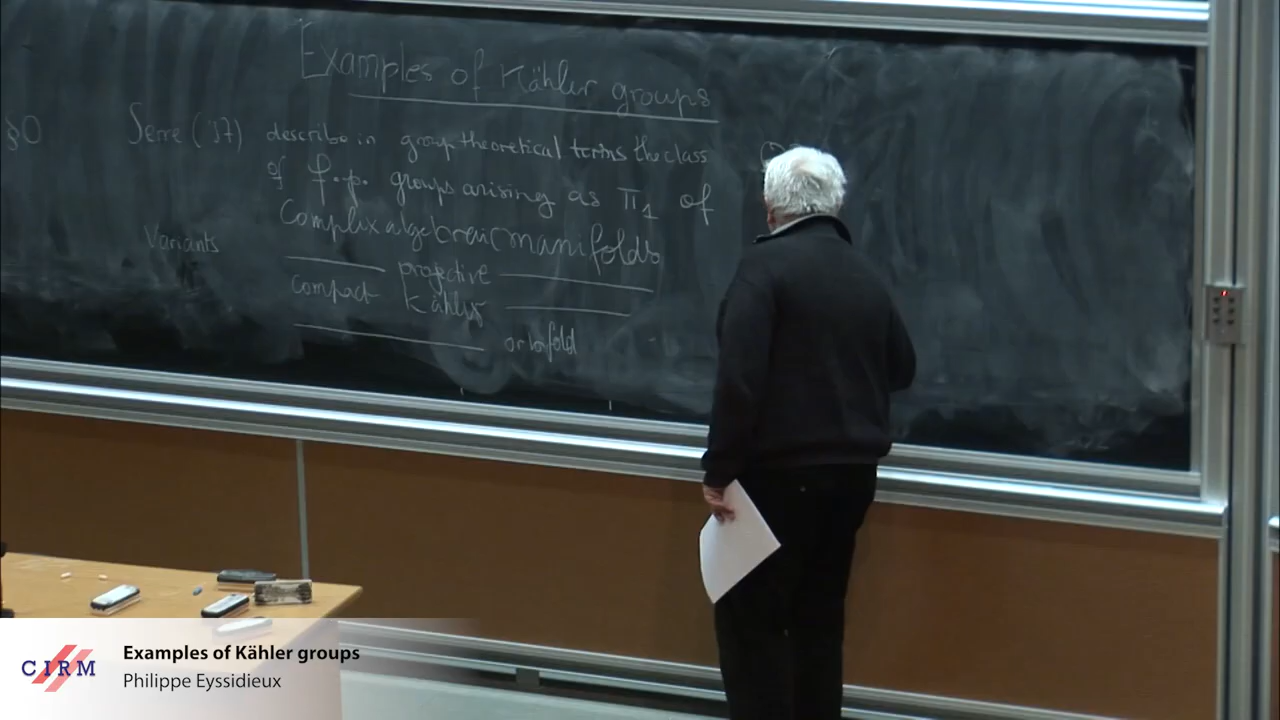 Examples of Kähler groups
§0 Serre ('57) describe in group theoretical terms the class
of f.p. groups arising as π₁ of
Complex algebraic manifolds
Variants
projective
compact Kähler
orbifold
CIRM
Examples of Kähler groups
Philippe Eyssidieux